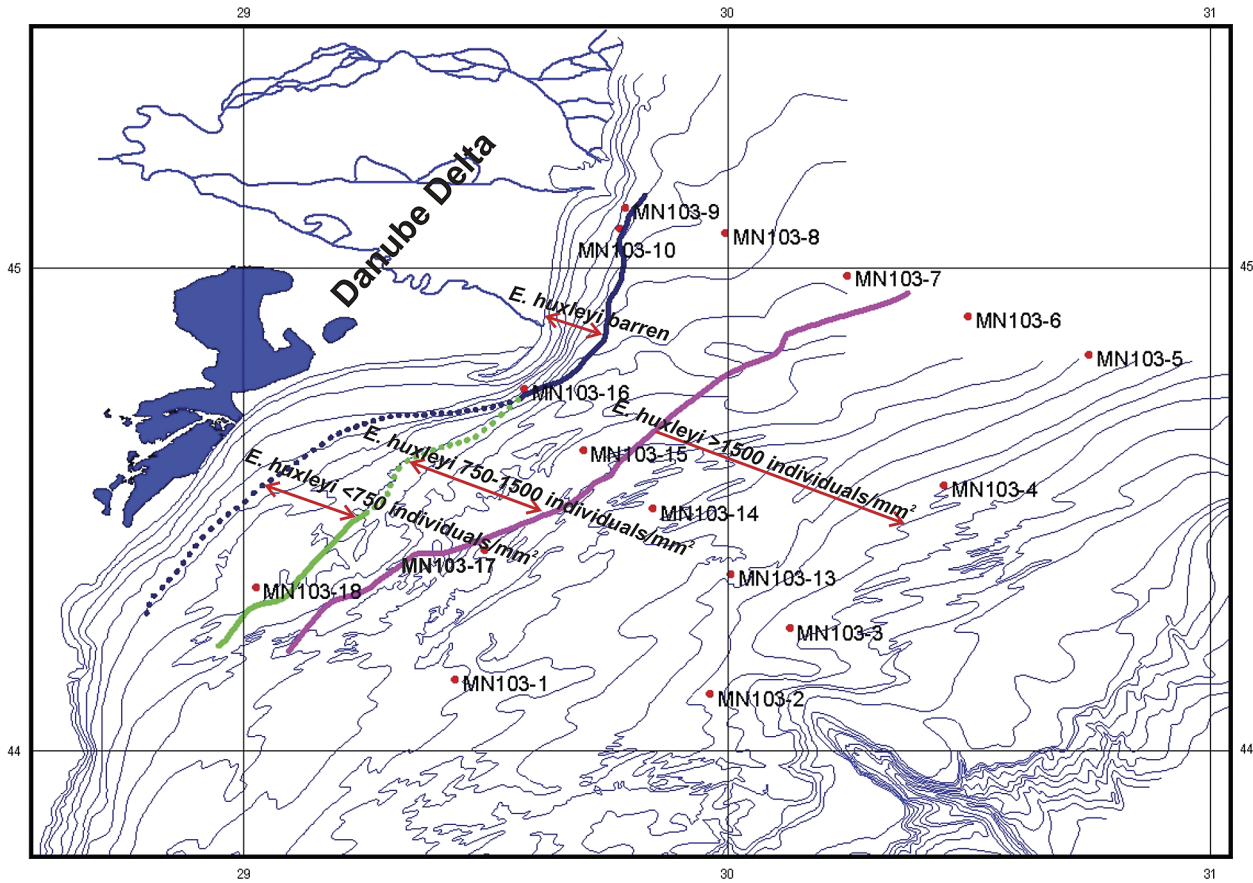 29 30 31
Danube Delta
MN103-9
MN103-8
MN103-10
45 45
MN103-7
E. huxleyi barren
MN103-6
MN103-5
MN103-16
E. huxleyi >1500 individuals/mm²
E. huxleyi 750-1500 individuals/mm²
MN103-15
E. huxleyi <750 individuals/mm²
MN103-4
MN103-14
MN103-17
MN103-13
MN103-18
MN103-3
MN103-1
MN103-2
44 44
29 30 31